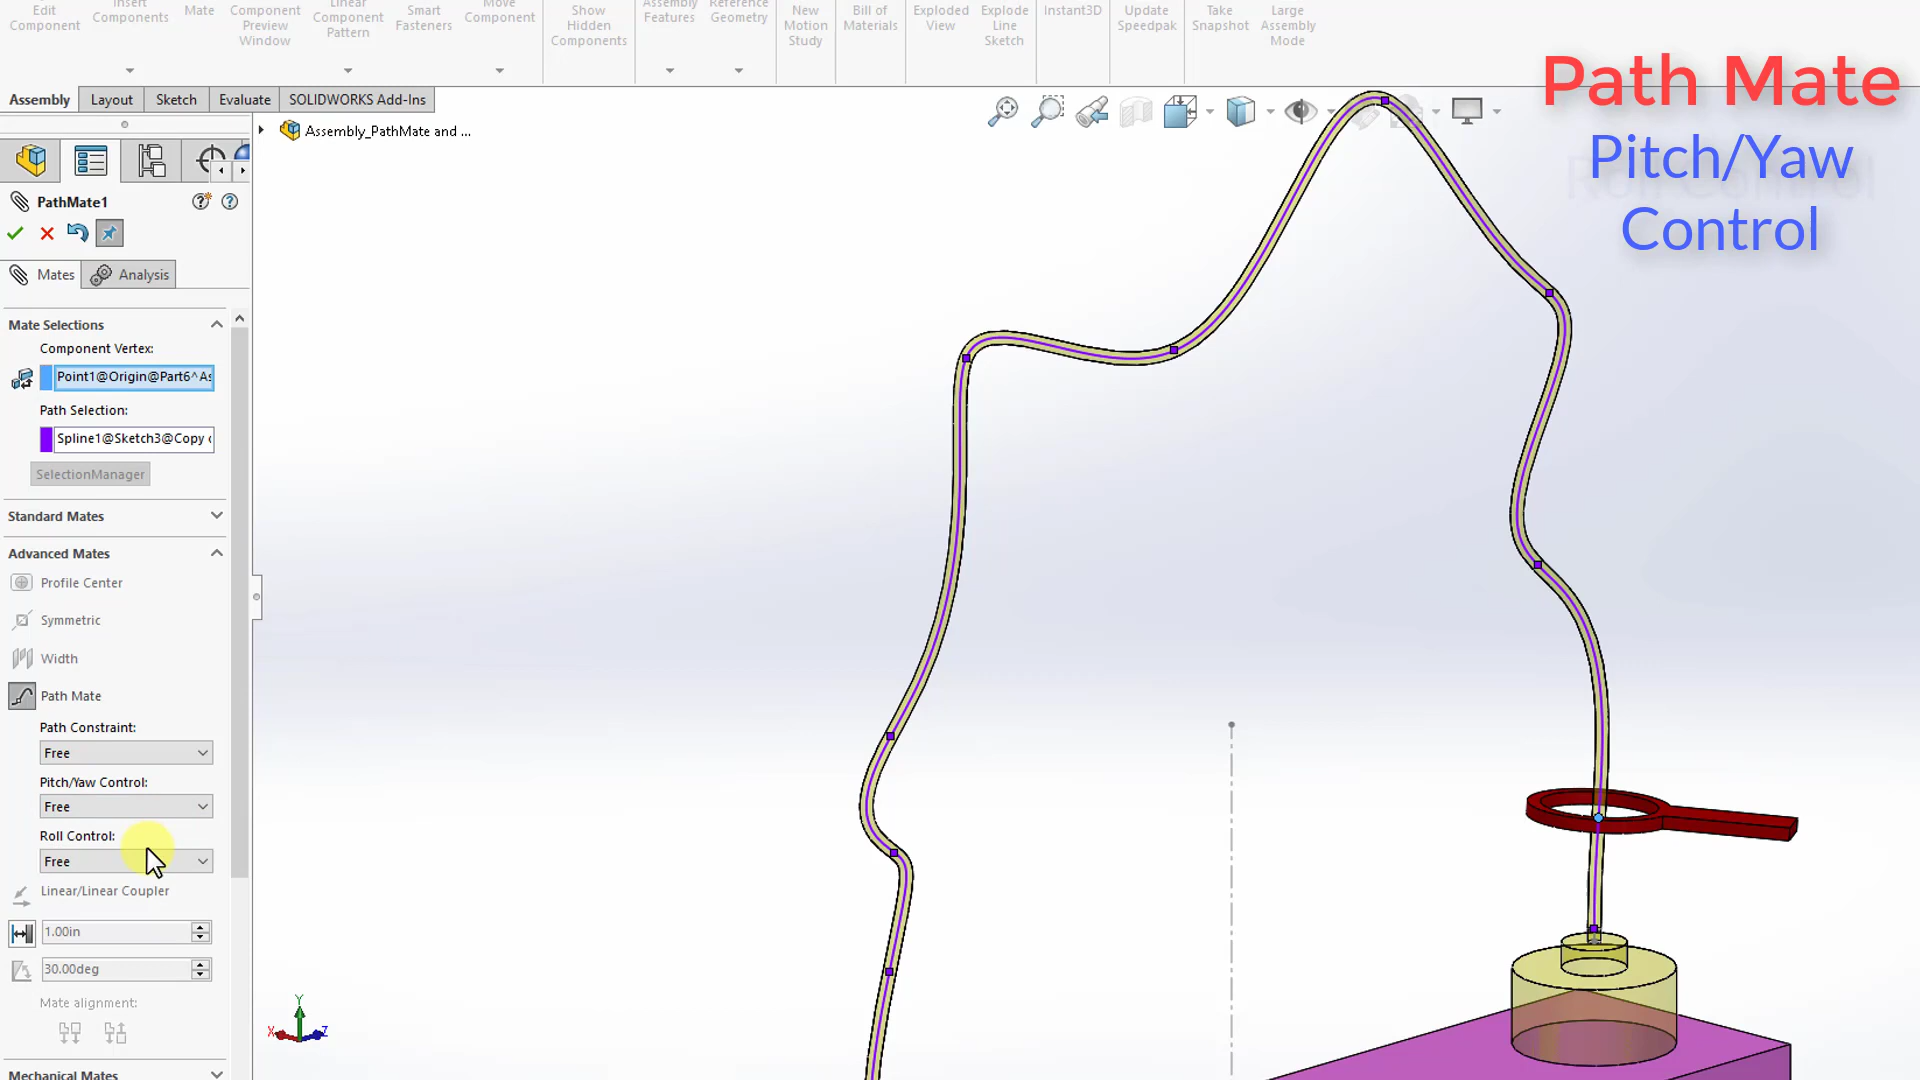 Edit
Component
Insert
Components
Mate
Component
Preview
Window
Linear
Component
Pattern
Smart
Fasteners
Move
Component
Show
Hidden
Components
Assembly
Features
Reference
Geometry
New
Motion
Study
Bill of
Materials
Exploded
View
Explode
Line
Sketch
Instant3D
Update
Speedpak
Take
Snapshot
Large
Assembly
Mode
Path Mate
Pitch/Yaw
Control
Roll Control
Assembly
Layout
Sketch
Evaluate
SOLIDWORKS Add-Ins
Assembly_PathMate and ...
PathMate1
Mates
Analysis
Mate Selections
Component Vertex:
Point1@Origin@Part6^As
Path Selection:
Spline1@Sketch3@Copy
SelectionManager
Standard Mates
Advanced Mates
Profile Center
Symmetric
Width
Path Mate
Path Constraint:
Free
Pitch/Yaw Control:
Free
Roll Control:
Free
Linear/Linear Coupler
1.00in
30.00deg
Mate alignment:
Mechanical Mates
Y
X
Z